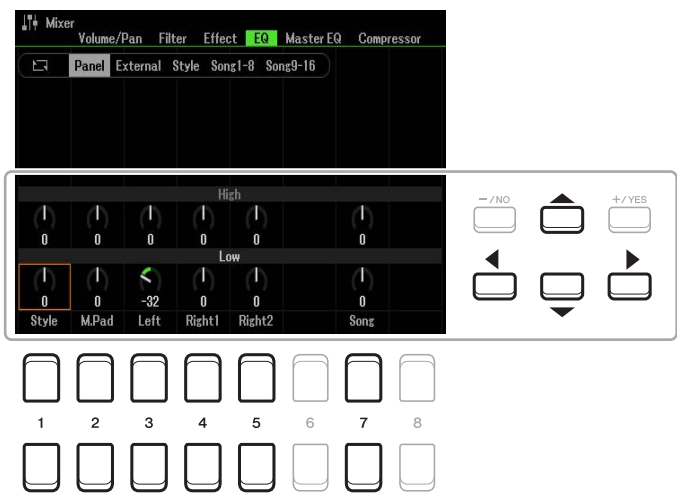 Mixer
Volume/Pan Filter Effect EQ Master EQ Compressor
Panel External Style Song1-8 Song9-16
High
0 0 0 0 0 0
Low
0 0 -32 0 0 0
Style M.Pad Left Right1 Right2 Song
-/NO +/YES
1 2 3 4 5 6 7 8